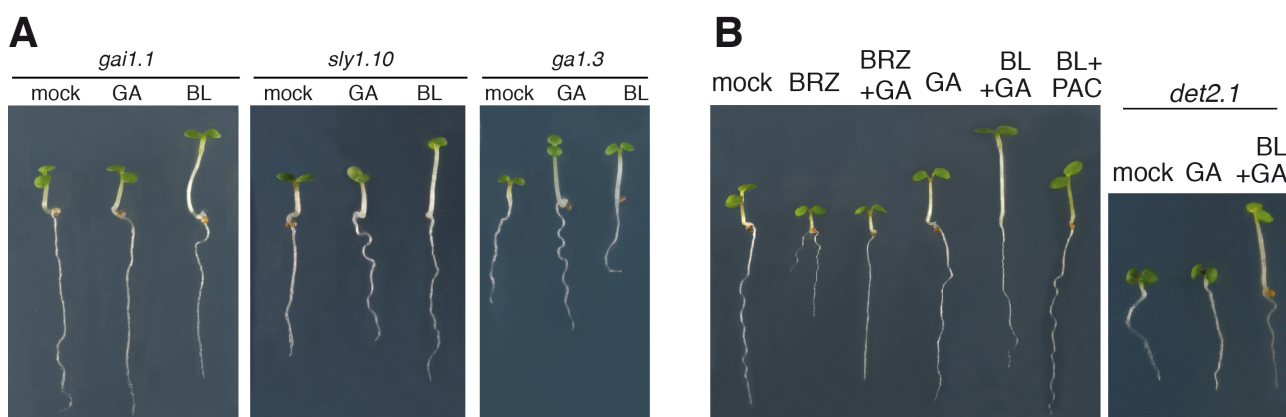 A
gai1.1
sly1.10
ga1.3
mock GA BL
mock GA BL
mock GA BL
B
mock
BRZ
BRZ
+GA
GA
BL
+GA
BL+
PAC
det2.1
mock
GA
BL
+GA